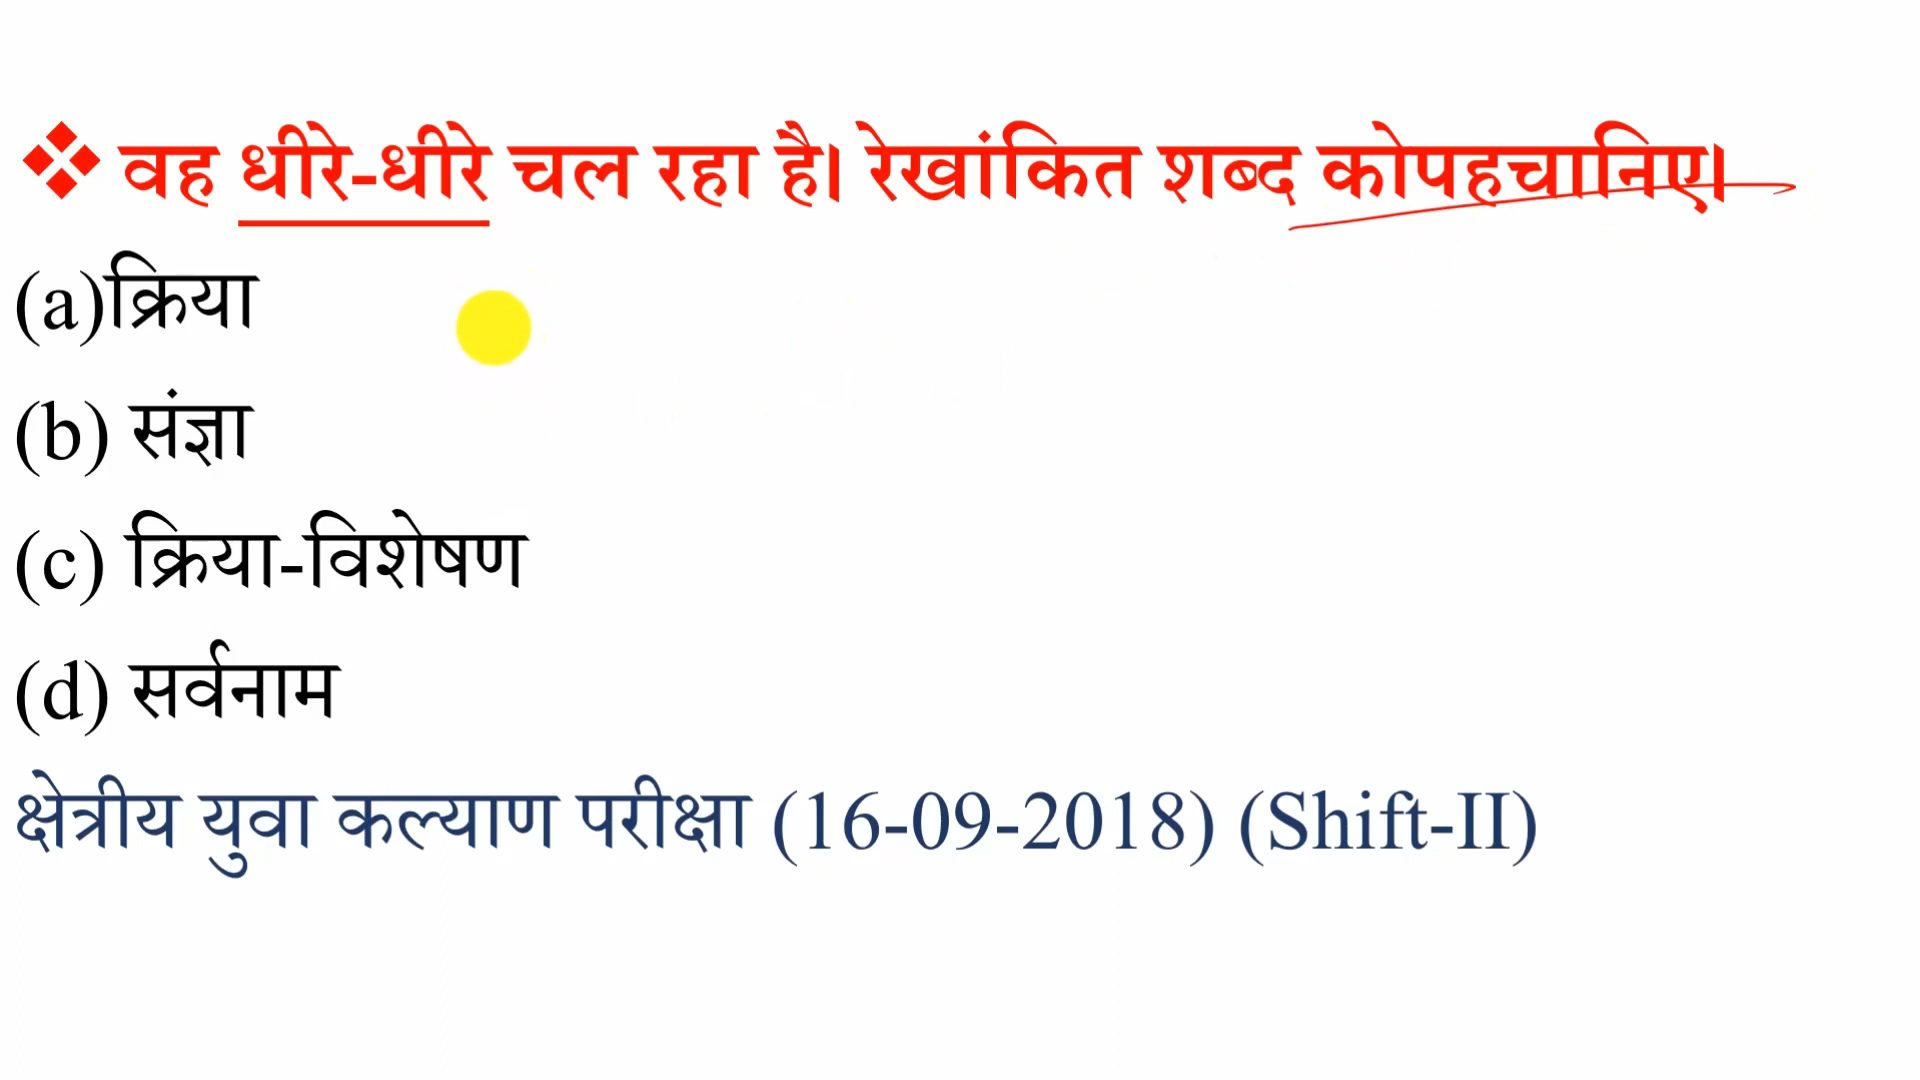 ❖ वह धीरे-धीरे चल रहा है। रेखांकित शब्द कोपहचानिए।
(a)क्रिया
(b) संज्ञा
(c) क्रिया-विशेषण
(d) सर्वनाम
क्षेत्रीय युवा कल्याण परीक्षा (16-09-2018) (Shift-II)